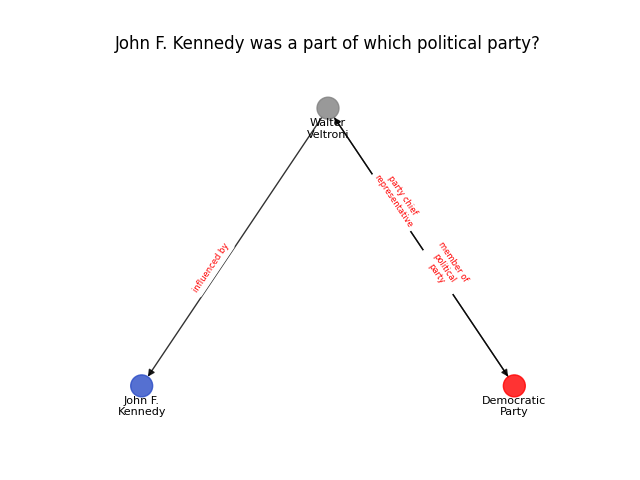 John F. Kennedy was a part of which political party?
Walter
Veltroni
party chief
representative
member of
political
party
influenced by
John F.
Kennedy
Democratic
Party